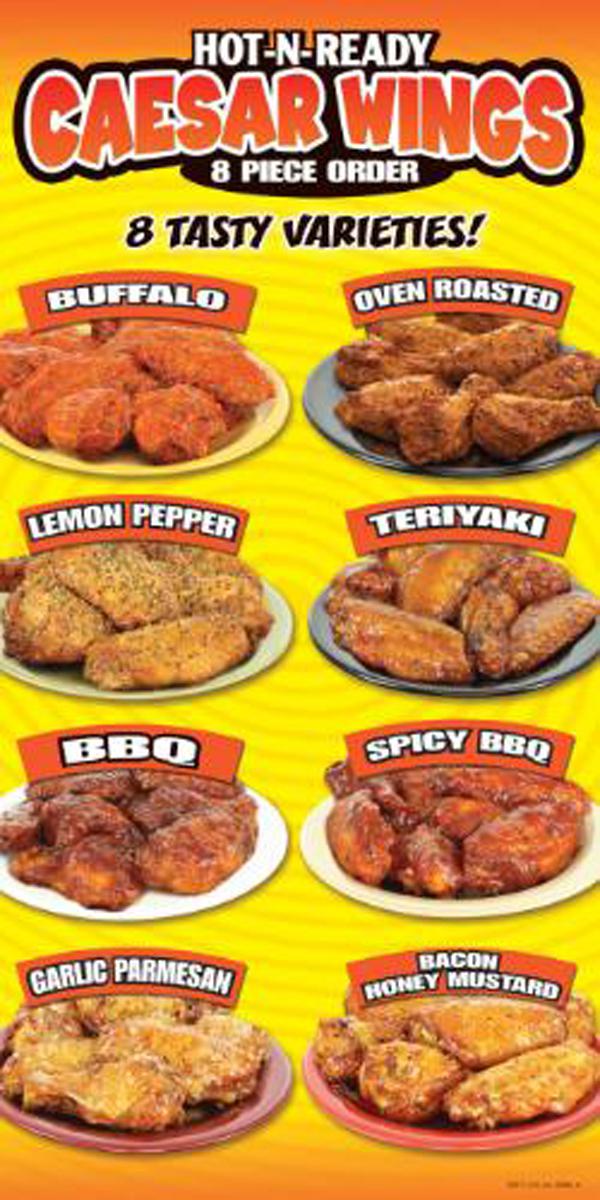 HOT-N-READY
CAESAR WINGS
8 PIECE ORDER
8 TASTY VARIETIES!
BUFFALO
OVEN ROASTED
LEMON PEPPER
TERIYAKI
BBQ
SPICY BBQ
GARLIC PARMESAN
BACON
HONEY MUSTARD